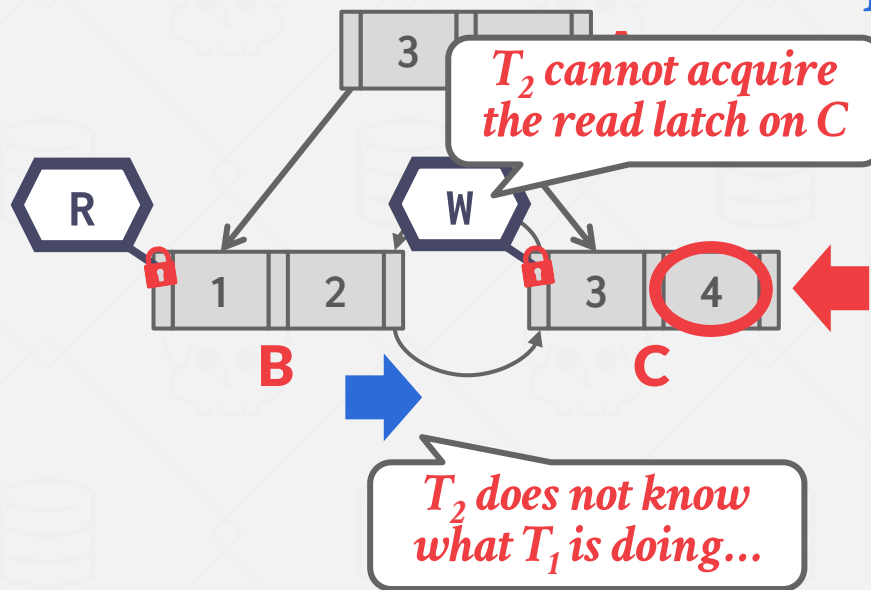 3
T₂ cannot acquire
the read latch on C
R
W
1 2
3 4
B
C
T₂ does not know
what T₁ is doing...